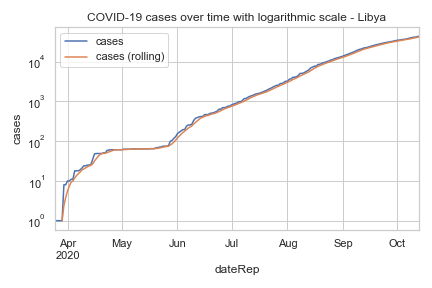 COVID-19 cases over time with logarithmic scale - Libya
cases
cases (rolling)
10⁴
10³
10²
10¹
10⁰
cases
Apr May Jun Jul Aug Sep Oct
2020
dateRep